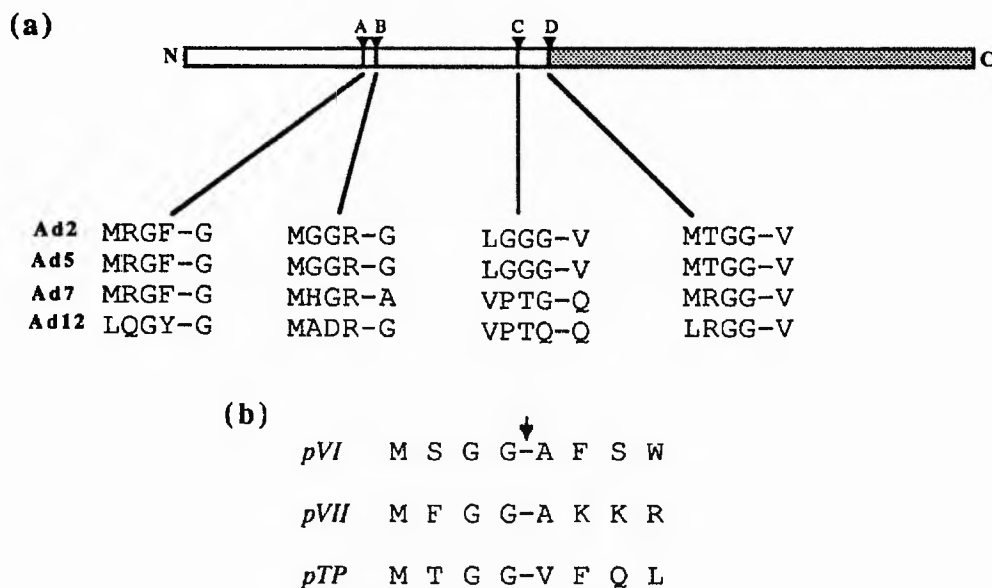 (a)
A B C D
N C
Ad2 MRGF-G MGGR-G LGGG-V MTGG-V
Ad5 MRGF-G MGGR-G LGGG-V MTGG-V
Ad7 MRGF-G MHGR-A VPTG-Q MRGG-V
Ad12 LQGY-G MADR-G VPTQ-Q LRGG-V
(b)
pVI M S G G-A F S W
pVII M F G G-A K K R
pTP M T G G-V F Q L